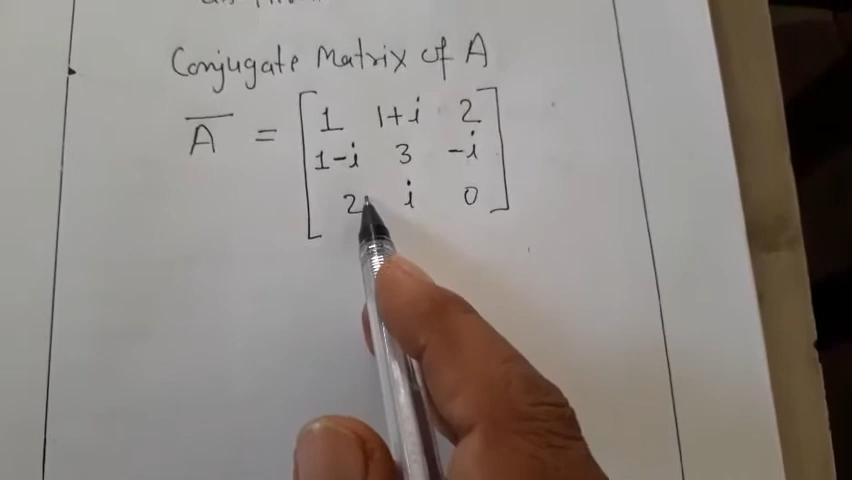 Conjugate Matrix of A
A̅ = [ 1 1+i 2
1-i 3 -i
2 i 0 ]